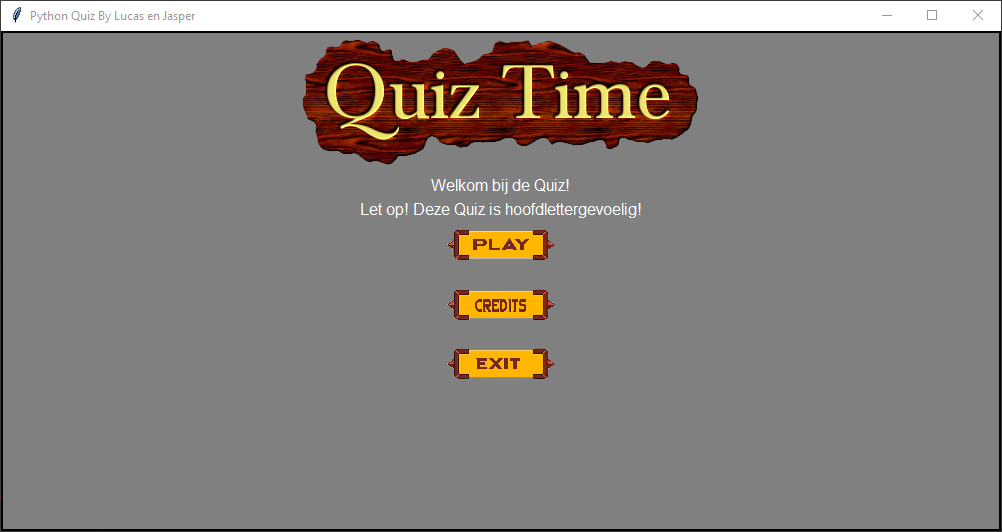 Python Quiz By Lucas en Jasper
Quiz Time
Welkom bij de Quiz!
Let op! Deze Quiz is hoofdlettergevoelig!
PLAY
CREDITS
EXIT